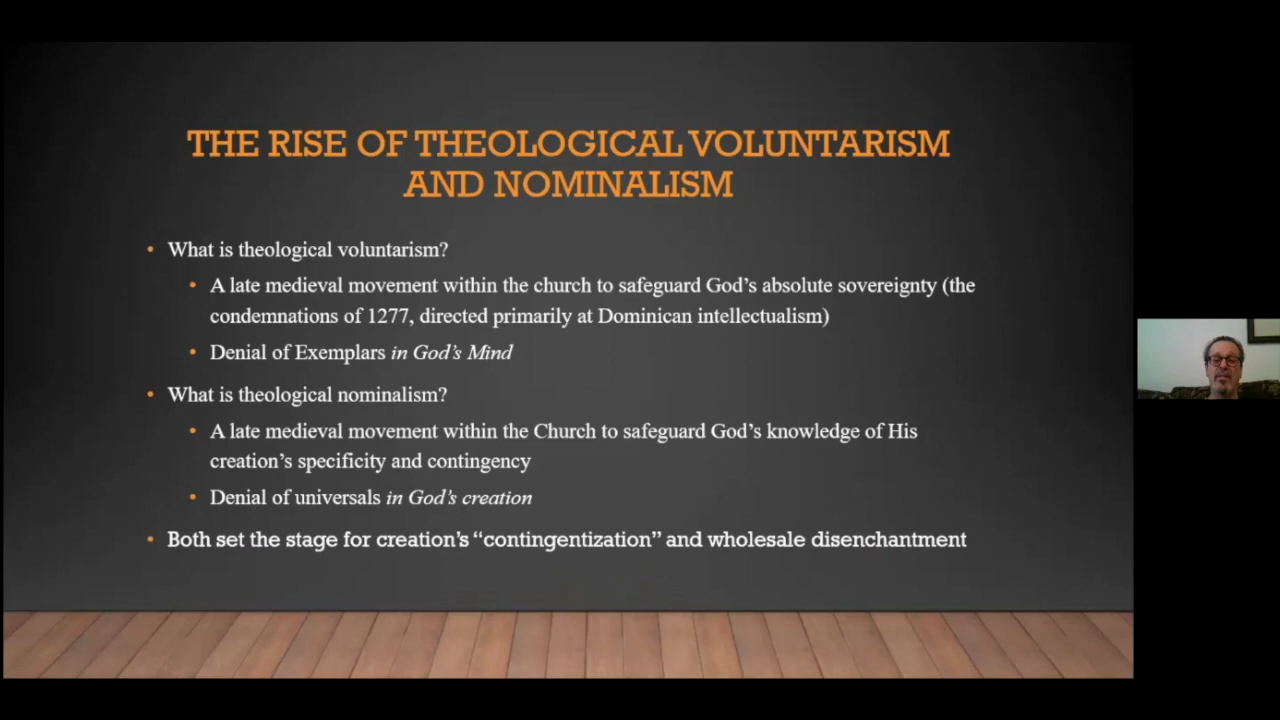 THE RISE OF THEOLOGICAL VOLUNTARISM
AND NOMINALISM
• What is theological voluntarism?
• A late medieval movement within the church to safeguard God’s absolute sovereignty (the
condemnations of 1277, directed primarily at Dominican intellectualism)
• Denial of Exemplars in God’s Mind
• What is theological nominalism?
• A late medieval movement within the Church to safeguard God’s knowledge of His
creation’s specificity and contingency
• Denial of universals in God’s creation
• Both set the stage for creation’s “contingentization” and wholesale disenchantment